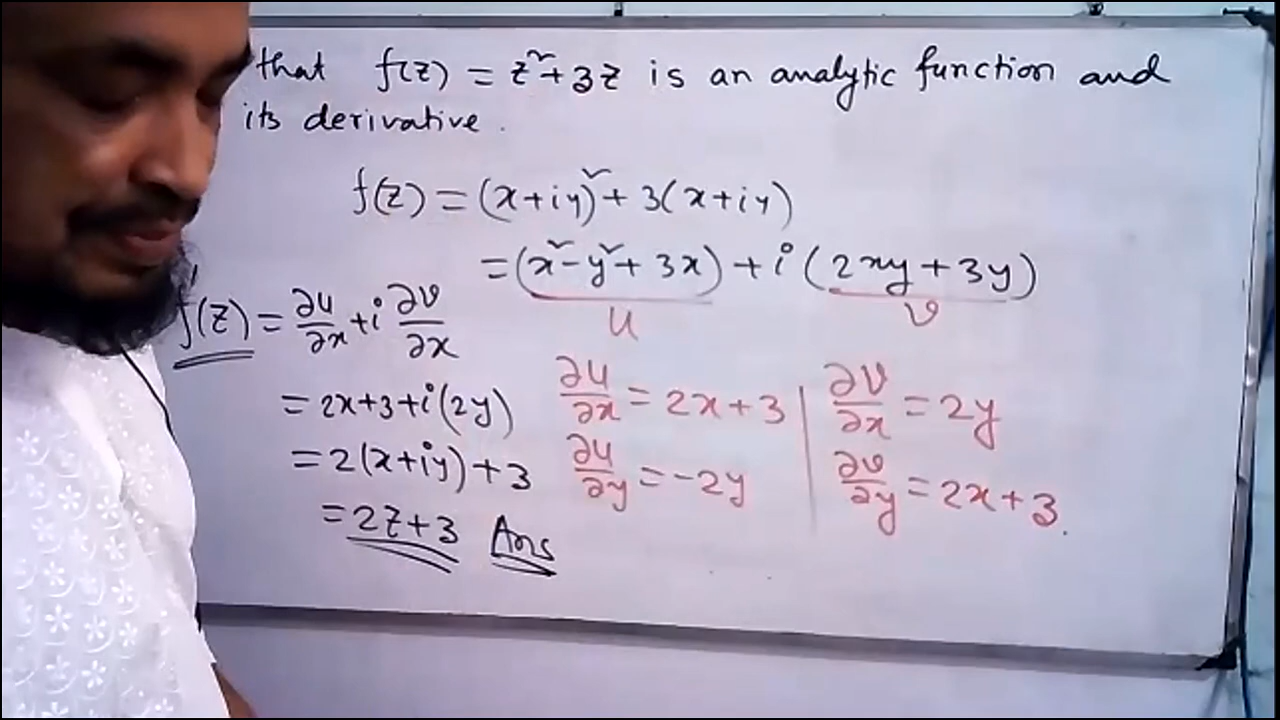 that f(z) = z² + 3z is an analytic function and
its derivative.
f(z) = (x+iy)² + 3(x+iy)
= (x² - y² + 3x) + i(2xy + 3y)
u v
f'(z) = ∂u/∂x + i ∂v/∂x
= 2x+3+i(2y)
= 2(x+iy)+3
= 2z+3 Ans
∂u/∂x = 2x+3
∂u/∂y = -2y
∂v/∂x = 2y
∂v/∂y = 2x+3.